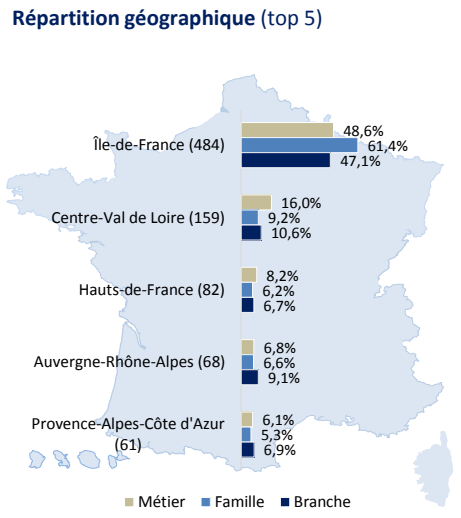 Répartition géographique (top 5)
48,6%
Île-de-France (484)
61,4%
47,1%
16,0%
Centre-Val de Loire (159)
9,2%
10,6%
8,2%
Hauts-de-France (82)
6,2%
6,7%
6,8%
Auvergne-Rhône-Alpes (68)
6,6%
9,1%
6,1%
Provence-Alpes-Côte d'Azur
(61)
5,3%
6,9%
Métier Famille Branche